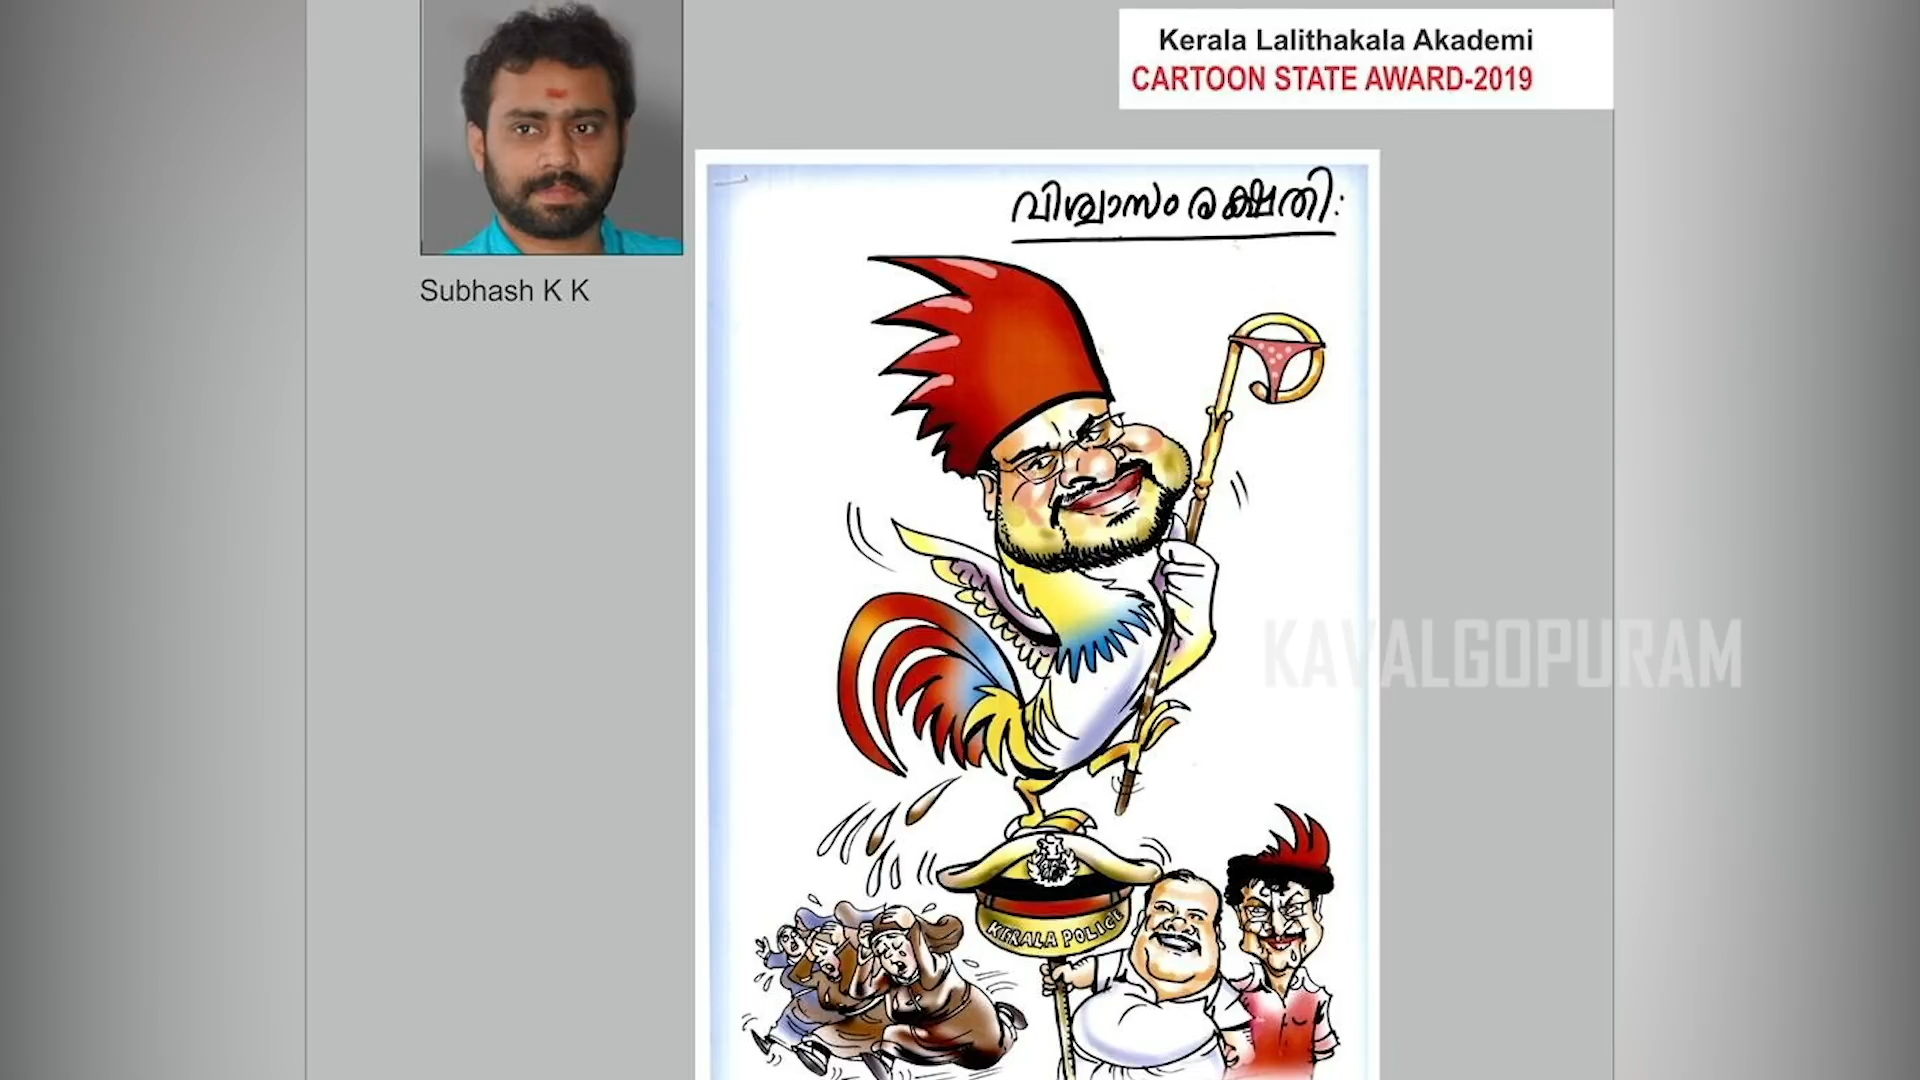 Kerala Lalithakala Akademi
CARTOON STATE AWARD-2019
Subhash K K
വിശ്വാസം രക്ഷതി:
KAVALGOPURAM
KERALA POLICE